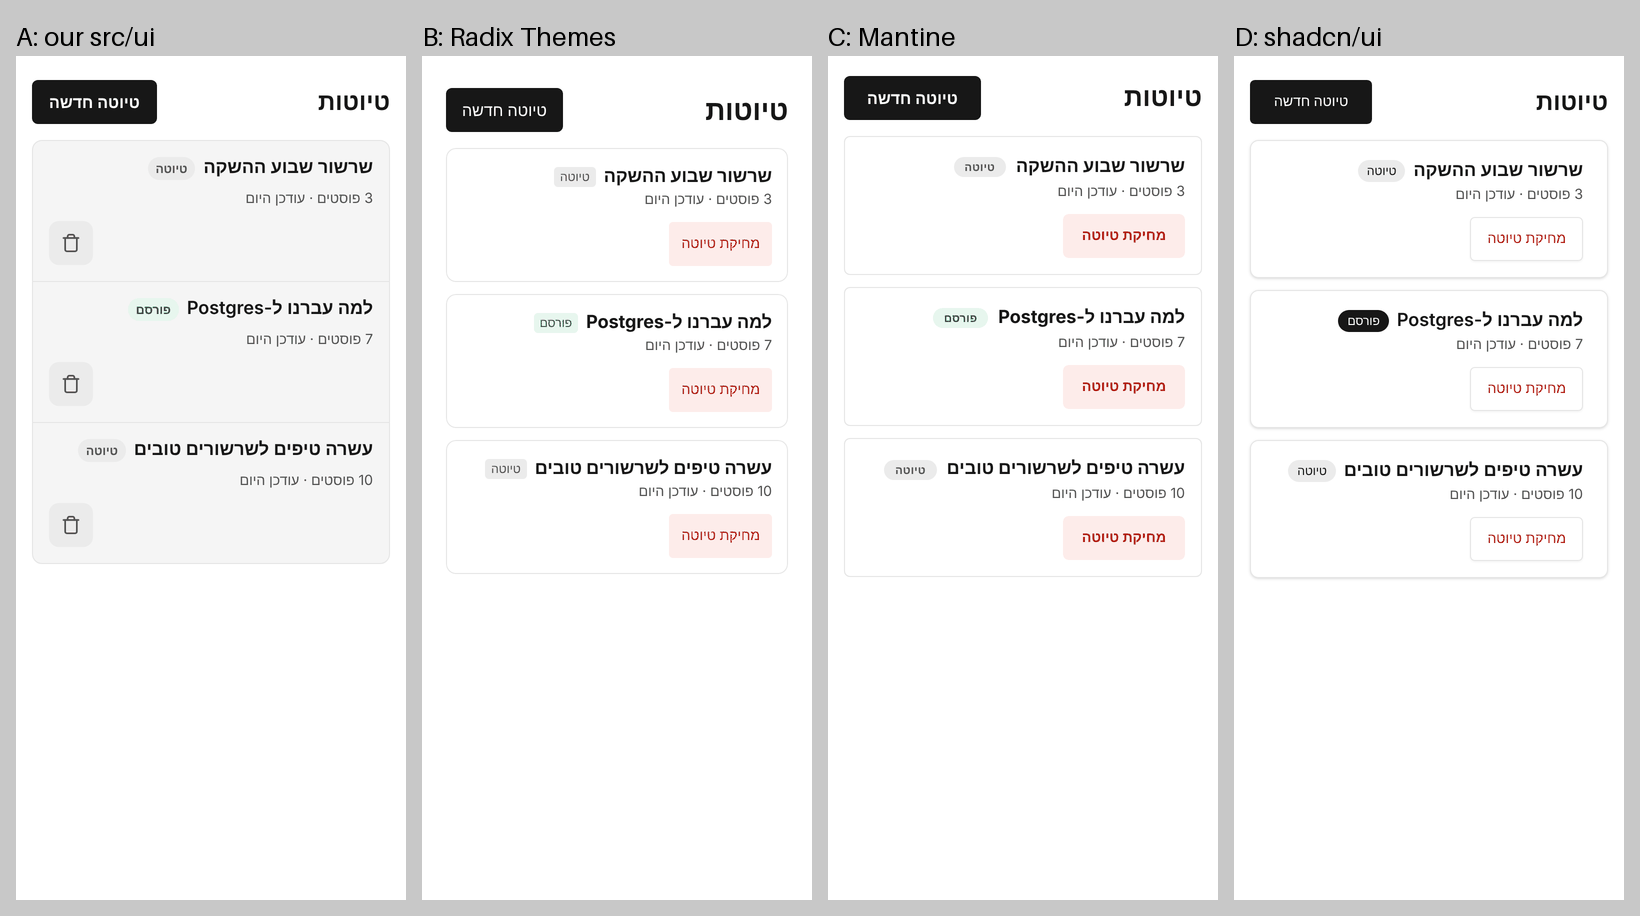 A: our src/ui
טיוטות
טיוטה חדשה
שרשור שבוע ההשקה
טיוטה
3 פוסטים · עודכן היום
למה עברנו ל-Postgres
פורסם
7 פוסטים · עודכן היום
עשרה טיפים לשרשורים טובים
טיוטה
10 פוסטים · עודכן היום
B: Radix Themes
טיוטות
טיוטה חדשה
שרשור שבוע ההשקה
טיוטה
3 פוסטים · עודכן היום
מחיקת טיוטה
למה עברנו ל-Postgres
פורסם
7 פוסטים · עודכן היום
מחיקת טיוטה
עשרה טיפים לשרשורים טובים
טיוטה
10 פוסטים · עודכן היום
מחיקת טיוטה
C: Mantine
טיוטות
טיוטה חדשה
שרשור שבוע ההשקה
טיוטה
3 פוסטים · עודכן היום
מחיקת טיוטה
למה עברנו ל-Postgres
פורסם
7 פוסטים · עודכן היום
מחיקת טיוטה
עשרה טיפים לשרשורים טובים
טיוטה
10 פוסטים · עודכן היום
מחיקת טיוטה
D: shadcn/ui
טיוטות
טיוטה חדשה
שרשור שבוע ההשקה
טיוטה
3 פוסטים · עודכן היום
מחיקת טיוטה
למה עברנו ל-Postgres
פורסם
7 פוסטים · עודכן היום
מחיקת טיוטה
עשרה טיפים לשרשורים טובים
טיוטה
10 פוסטים · עודכן היום
מחיקת טיוטה